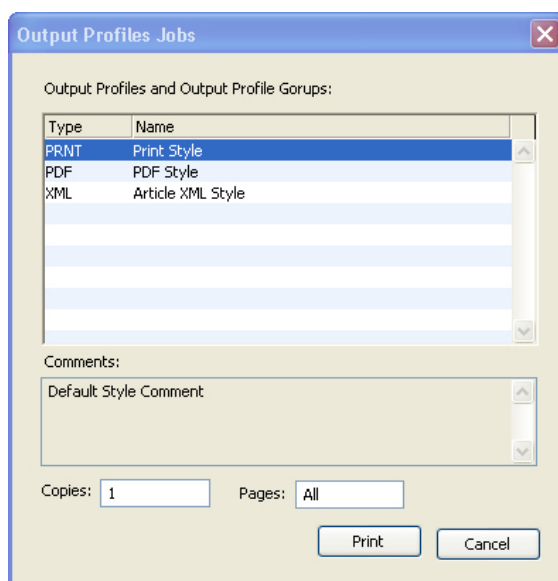 Output Profiles Jobs
Output Profiles and Output Profile Gorups:
Type Name
PRNT Print Style
PDF PDF Style
XML Article XML Style
Comments:
Default Style Comment
Copies: 1 Pages: All
Print Cancel